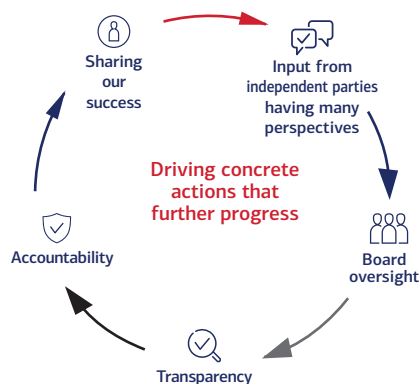 Sharing
our
success
Input from
independent parties
having many
perspectives
Driving concrete
actions that
further progress
Accountability
Board
oversight
Transparency